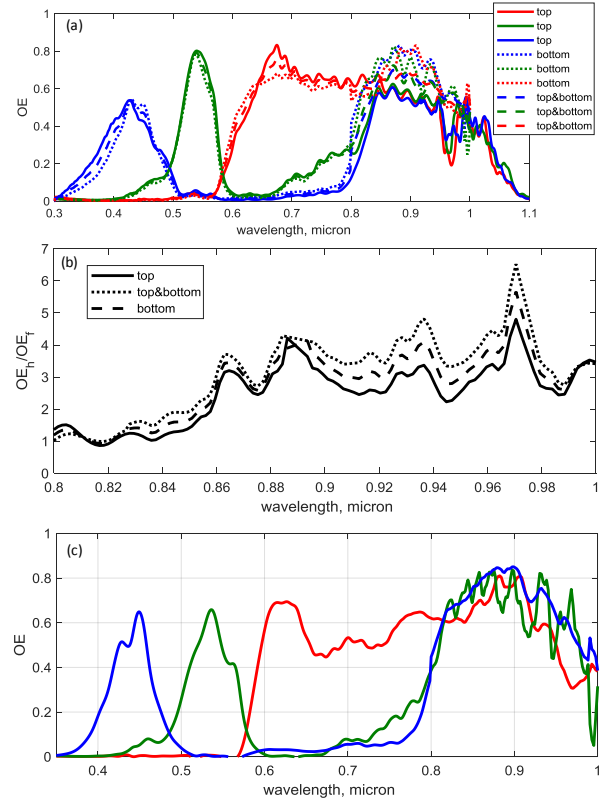 (a)
OE
0.8
0.6
0.4
0.2
0
0.3 0.4 0.5 0.6 0.7 0.8 0.9 1 1.1
wavelength, micron
top
top
top
bottom
bottom
bottom
top&bottom
top&bottom
top&bottom
(b)
OEh/OEf
7
6
5
4
3
2
1
0
top
top&bottom
bottom
0.8 0.82 0.84 0.86 0.88 0.9 0.92 0.94 0.96 0.98 1
wavelength, micron
(c)
OE
1
0.8
0.6
0.4
0.2
0
0.4 0.5 0.6 0.7 0.8 0.9 1
wavelength, micron